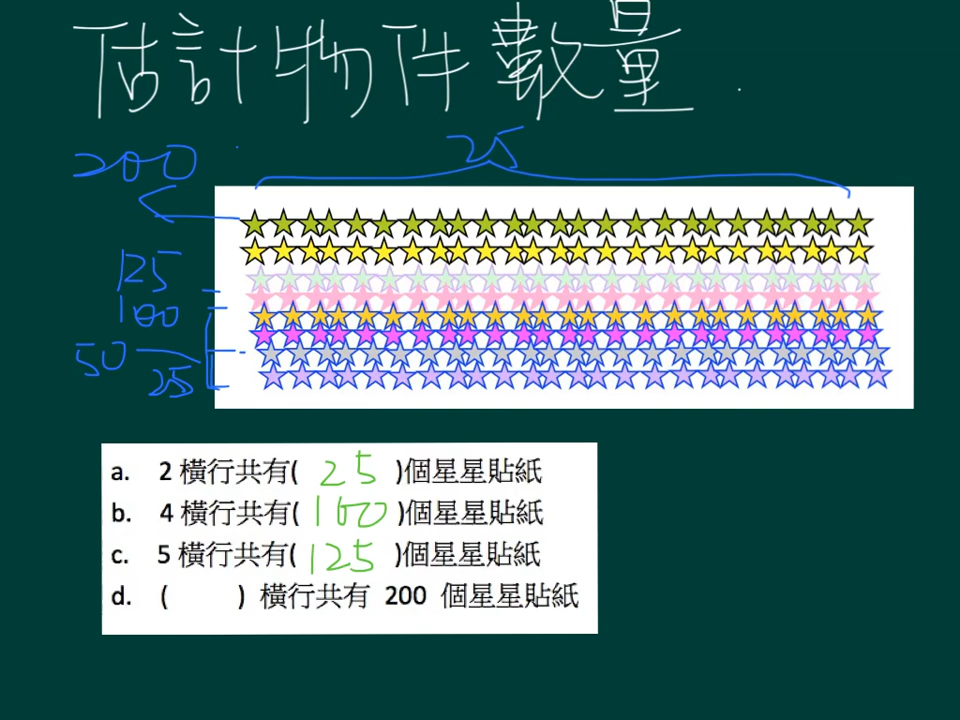 估計物件數量
25
200
125
100
50
25
a. 2 橫行共有( 25 )個星星貼紙
b. 4 橫行共有( 100 )個星星貼紙
c. 5 橫行共有( 125 )個星星貼紙
d. ( ) 橫行共有 200 個星星貼紙